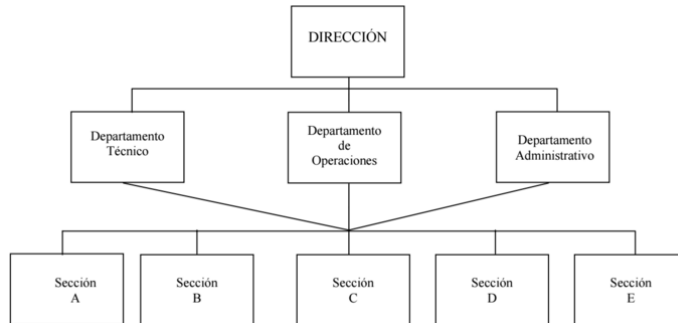 DIRECCIÓN
Departamento
Técnico
Departamento
de
Operaciones
Departamento
Administrativo
Sección
A
Sección
B
Sección
C
Sección
D
Sección
E